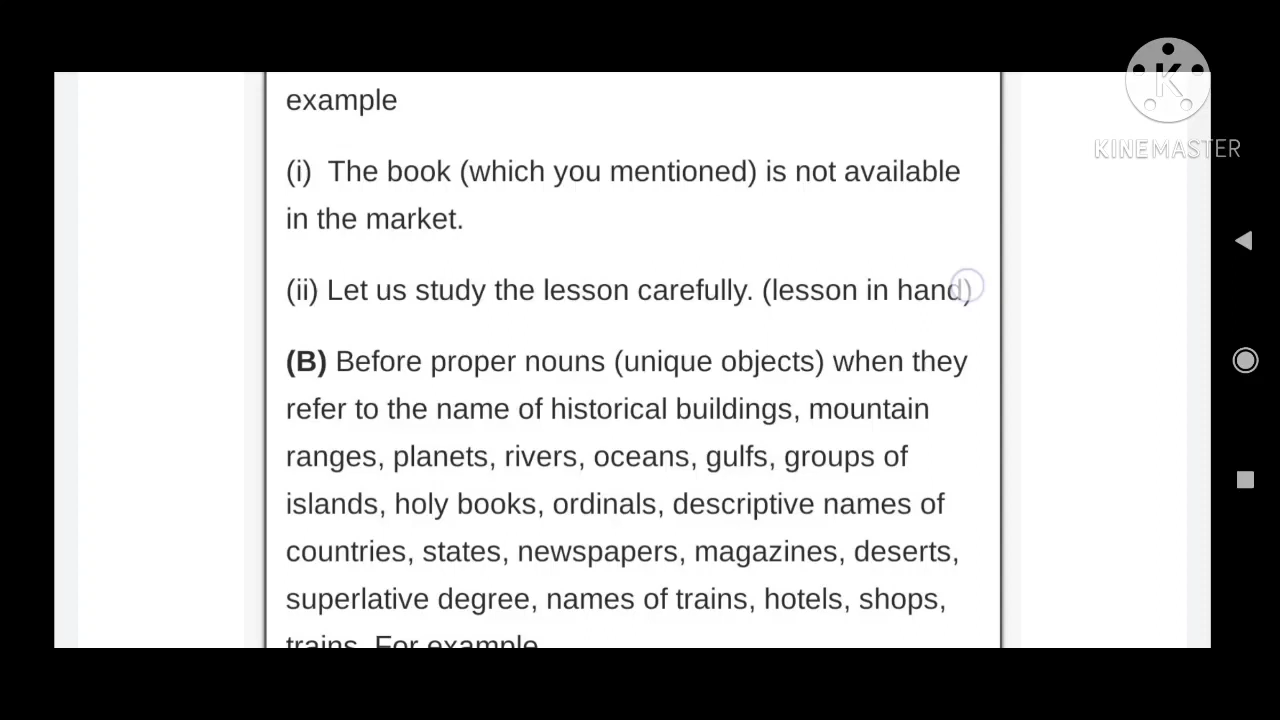 example
(i) The book (which you mentioned) is not available
in the market.
(ii) Let us study the lesson carefully. (lesson in hand)
(B) Before proper nouns (unique objects) when they
refer to the name of historical buildings, mountain
ranges, planets, rivers, oceans, gulfs, groups of
islands, holy books, ordinals, descriptive names of
countries, states, newspapers, magazines, deserts,
superlative degree, names of trains, hotels, shops,
trains. For example
K
KINEMASTER